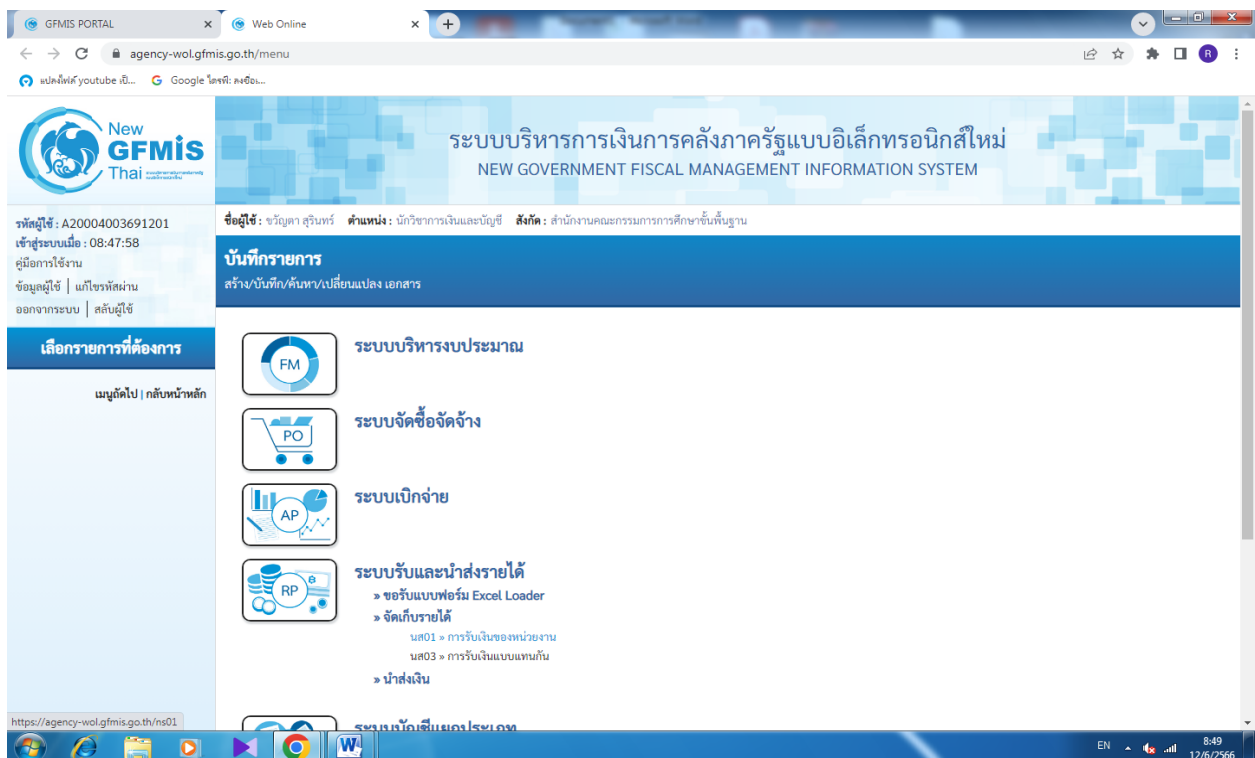 GFMIS PORTAL
Web Online
agency-wol.gfmis.go.th/menu
R
แปลงไฟล์ youtube เป็...
Google ไดรฟ์: ลงชื่อเ...
New
GFMIS
Thai
ระบบบริหารการเงินการคลังภาครัฐแบบอิเล็กทรอนิกส์ใหม่
NEW GOVERNMENT FISCAL MANAGEMENT INFORMATION SYSTEM
รหัสผู้ใช้ : A20004003691201
เข้าสู่ระบบเมื่อ : 08:47:58
คู่มือการใช้งาน
ข้อมูลผู้ใช้ | แก้ไขรหัสผ่าน
ออกจากระบบ | สลับผู้ใช้
เลือกรายการที่ต้องการ
เมนูถัดไป | กลับหน้าหลัก
ชื่อผู้ใช้ : ขวัญตา สุรินทร์ ตำแหน่ง : นักวิชาการเงินและบัญชี สังกัด : สำนักงานคณะกรรมการการศึกษาขั้นพื้นฐาน
บันทึกรายการ
สร้าง/บันทึก/ค้นหา/เปลี่ยนแปลง เอกสาร
FM
ระบบบริหารงบประมาณ
PO
ระบบจัดซื้อจัดจ้าง
AP
ระบบเบิกจ่าย
RP
ระบบรับและนำส่งรายได้
» ขอรับแบบฟอร์ม Excel Loader
» จัดเก็บรายได้
นส01 » การรับเงินของหน่วยงาน
นส03 » การรับเงินแบบแทนกัน
» นำส่งเงิน
ระบบบัญชีแยกประเภท
https://agency-wol.gfmis.go.th/ns01
EN
8:49
12/6/2566